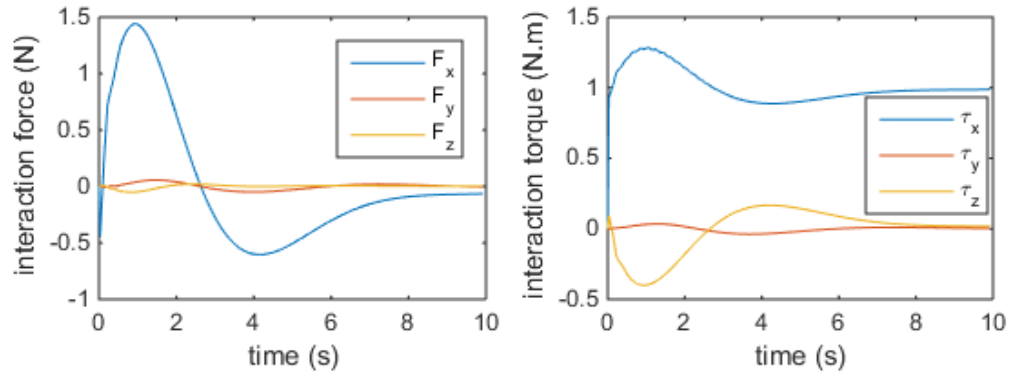 interaction force (N)
1.5
1
0.5
0
-0.5
-1
0 2 4 6 8 10
time (s)
F_x
F_y
F_z
interaction torque (N.m)
1.5
1
0.5
0
-0.5
0 2 4 6 8 10
time (s)
τ_x
τ_y
τ_z